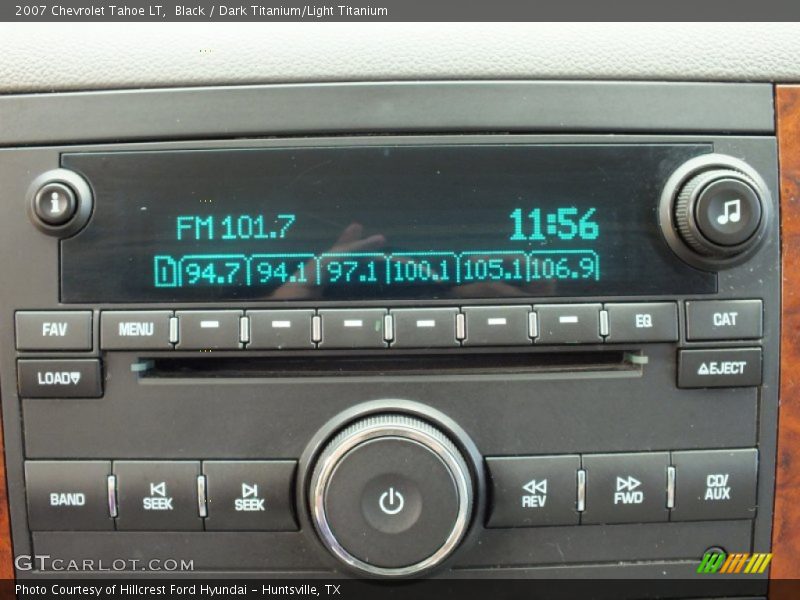 2007 Chevrolet Tahoe LT, Black / Dark Titanium/Light Titanium
i
FM 101.7 11:56
1 94.7 94.1 97.1 100.1 105.1 106.9
FAV MENU EQ CAT
LOAD EJECT
BAND SEEK SEEK REV FWD CD/AUX
GTCARLOT.COM
Photo Courtesy of Hillcrest Ford Hyundai - Huntsville, TX